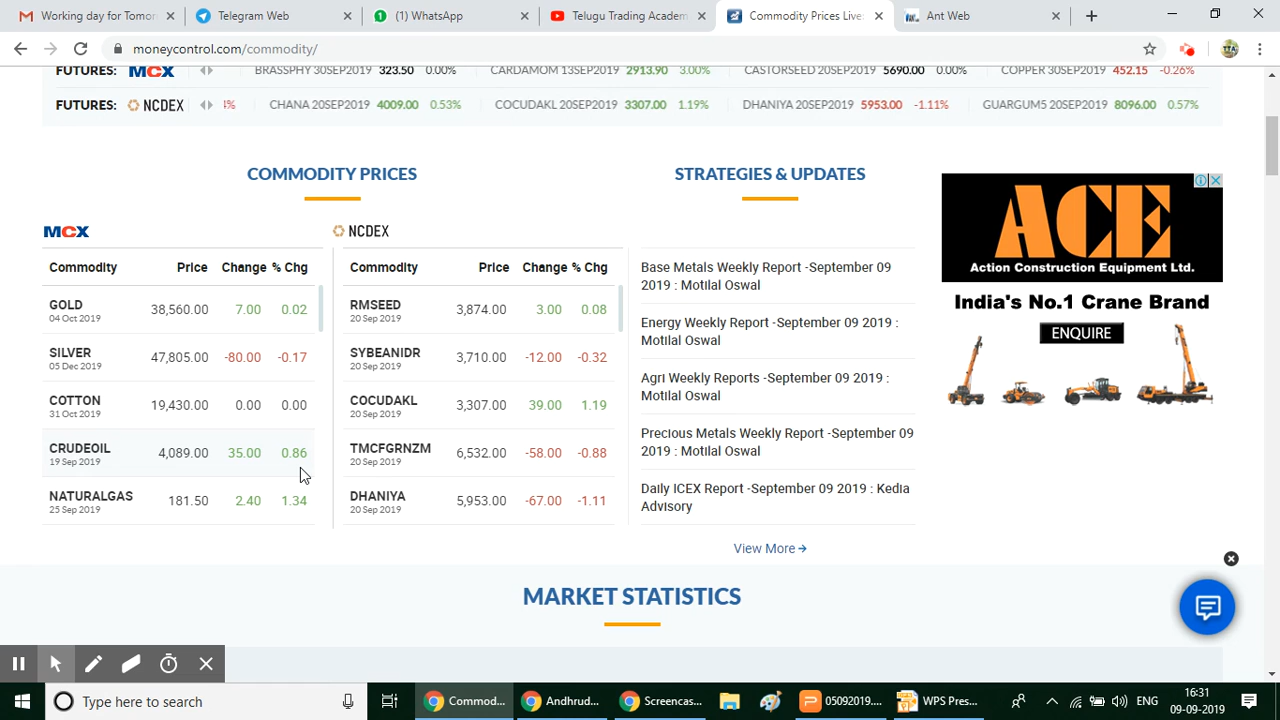 Working day for Tomor
Telegram Web
(1) WhatsApp
Telugu Trading Academ
Commodity Prices Live:
Ant Web
moneycontrol.com/commodity/
FUTURES: MCX BRASSPHY 30SEP2019 323.50 0.00% CARDAMOM 13SEP2019 2913.90 3.00% CASTORSEED 2019 5690.00 0.00% COPPER 30SEP2019 452.15 -0.26%
FUTURES: NCDEX 4% CHANA 20SEP2019 4009.00 0.53% COCUDAKL 20SEP2019 3307.00 1.19% DHANIYA 20SEP2019 5953.00 -1.11% GUARGUM5 20SEP2019 8096.00 0.57%
COMMODITY PRICES
MCX
Commodity Price Change % Chg
GOLD 38,560.00 7.00 0.02
04 Oct 2019
SILVER 47,805.00 -80.00 -0.17
05 Dec 2019
COTTON 19,430.00 0.00 0.00
31 Oct 2019
CRUDEOIL 4,089.00 35.00 0.86
19 Sep 2019
NATURALGAS 181.50 2.40 1.34
25 Sep 2019
NCDEX
Commodity Price Change % Chg
RMSEED 3,874.00 3.00 0.08
20 Sep 2019
SYBEANIDR 3,710.00 -12.00 -0.32
20 Sep 2019
COCUDAKL 3,307.00 39.00 1.19
20 Sep 2019
TMCFGRNZM 6,532.00 -58.00 -0.88
20 Sep 2019
DHANIYA 5,953.00 -67.00 -1.11
20 Sep 2019
STRATEGIES & UPDATES
Base Metals Weekly Report -September 09
2019 : Motilal Oswal
Energy Weekly Report -September 09 2019 :
Motilal Oswal
Agri Weekly Reports -September 09 2019 :
Motilal Oswal
Precious Metals Weekly Report -September 09
2019 : Motilal Oswal
Daily ICEX Report -September 09 2019 : Kedia
Advisory
View More
ACE
Action Construction Equipment Ltd.
India's No.1 Crane Brand
ENQUIRE
MARKET STATISTICS
Type here to search
Commod...
Andhrud...
Screencas...
05092019....
WPS Pres...
ENG
16:31
09-09-2019